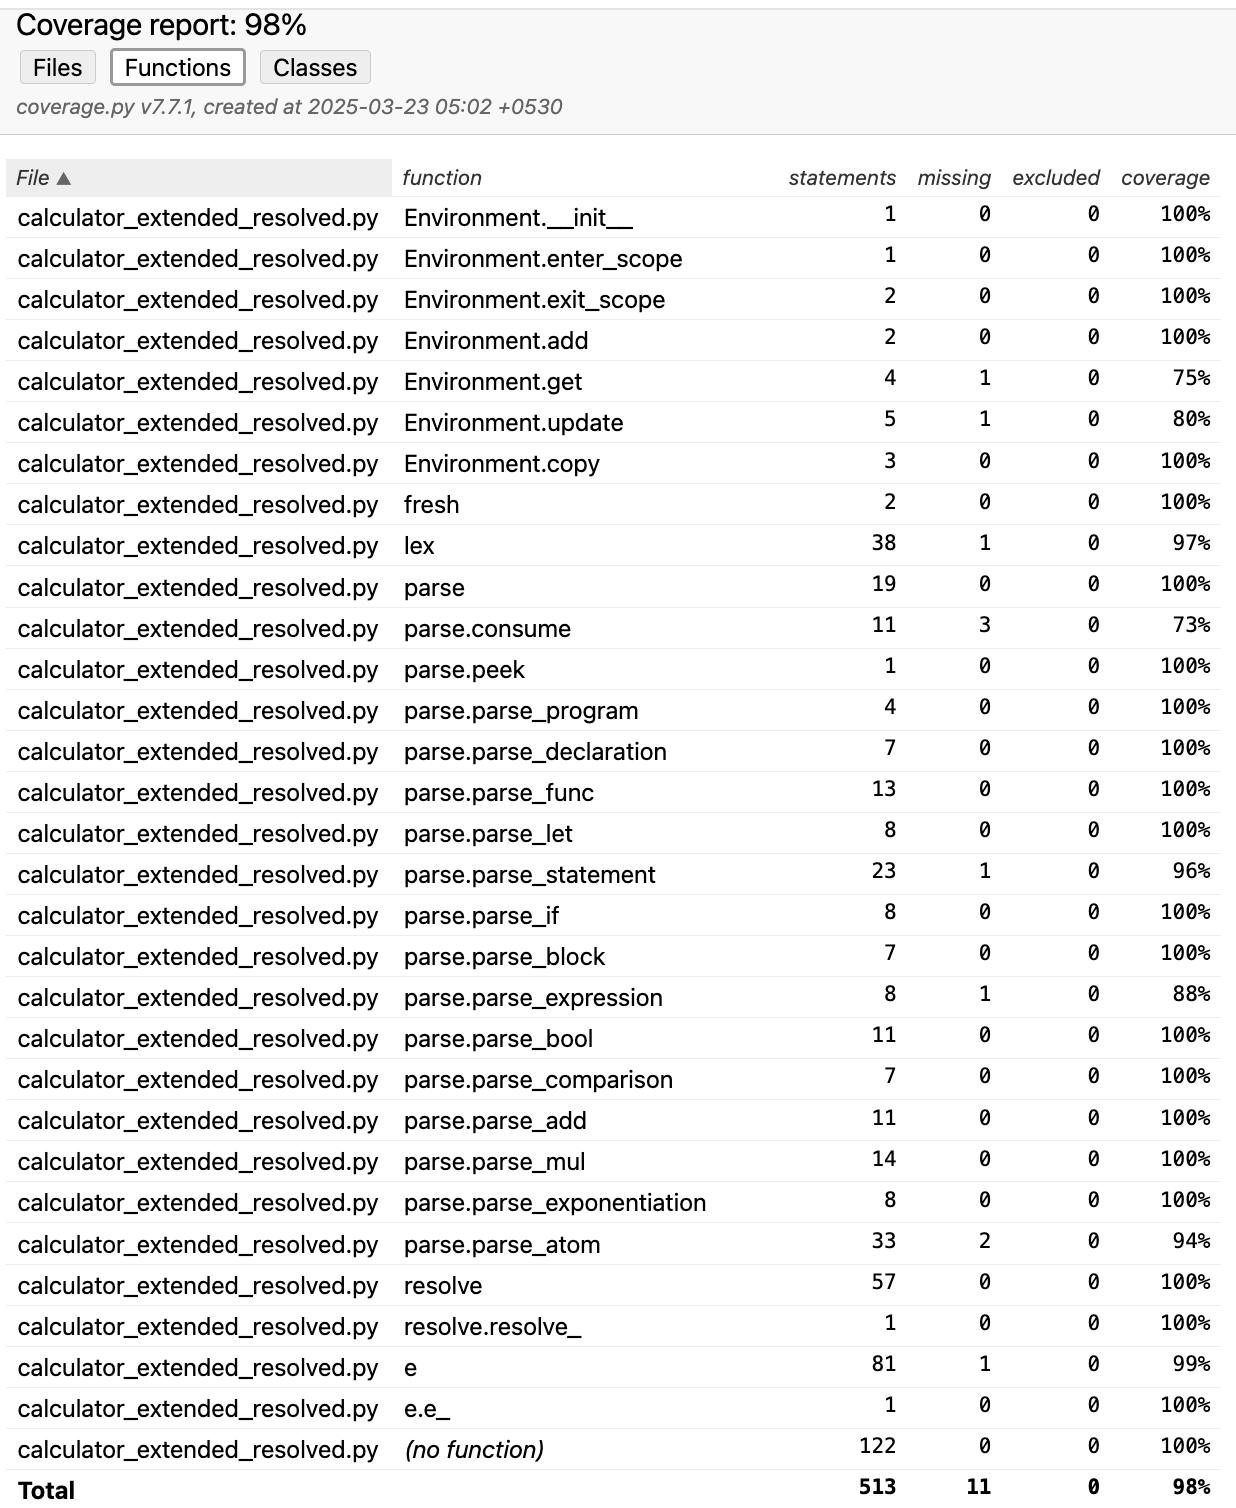 Coverage report: 98%
Files Functions Classes
coverage.py v7.7.1, created at 2025-03-23 05:02 +0530
File ▲ function statements missing excluded coverage
calculator_extended_resolved.py Environment.__init__ 1 0 0 100%
calculator_extended_resolved.py Environment.enter_scope 1 0 0 100%
calculator_extended_resolved.py Environment.exit_scope 2 0 0 100%
calculator_extended_resolved.py Environment.add 2 0 0 100%
calculator_extended_resolved.py Environment.get 4 1 0 75%
calculator_extended_resolved.py Environment.update 5 1 0 80%
calculator_extended_resolved.py Environment.copy 3 0 0 100%
calculator_extended_resolved.py fresh 2 0 0 100%
calculator_extended_resolved.py lex 38 1 0 97%
calculator_extended_resolved.py parse 19 0 0 100%
calculator_extended_resolved.py parse.consume 11 3 0 73%
calculator_extended_resolved.py parse.peek 1 0 0 100%
calculator_extended_resolved.py parse.parse_program 4 0 0 100%
calculator_extended_resolved.py parse.parse_declaration 7 0 0 100%
calculator_extended_resolved.py parse.parse_func 13 0 0 100%
calculator_extended_resolved.py parse.parse_let 8 0 0 100%
calculator_extended_resolved.py parse.parse_statement 23 1 0 96%
calculator_extended_resolved.py parse.parse_if 8 0 0 100%
calculator_extended_resolved.py parse.parse_block 7 0 0 100%
calculator_extended_resolved.py parse.parse_expression 8 1 0 88%
calculator_extended_resolved.py parse.parse_bool 11 0 0 100%
calculator_extended_resolved.py parse.parse_comparison 7 0 0 100%
calculator_extended_resolved.py parse.parse_add 11 0 0 100%
calculator_extended_resolved.py parse.parse_mul 14 0 0 100%
calculator_extended_resolved.py parse.parse_exponentiation 8 0 0 100%
calculator_extended_resolved.py parse.parse_atom 33 2 0 94%
calculator_extended_resolved.py resolve 57 0 0 100%
calculator_extended_resolved.py resolve.resolve_ 1 0 0 100%
calculator_extended_resolved.py e 81 1 0 99%
calculator_extended_resolved.py e.e_ 1 0 0 100%
calculator_extended_resolved.py (no function) 122 0 0 100%
Total 513 11 0 98%